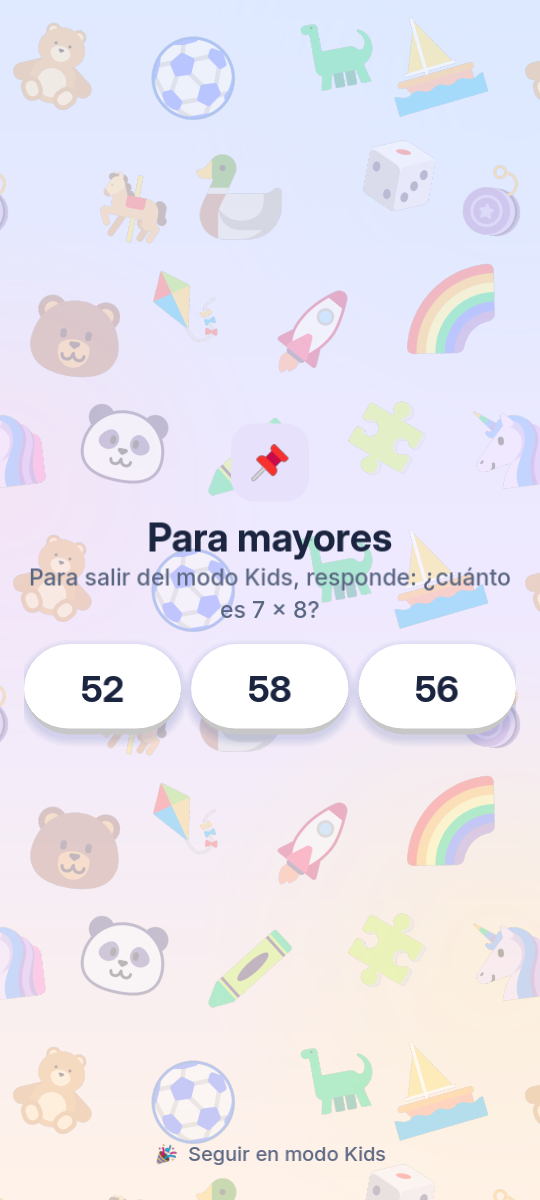 Para mayores
Para salir del modo Kids, responde: ¿cuánto
es 7 × 8?
52
58
56
Seguir en modo Kids